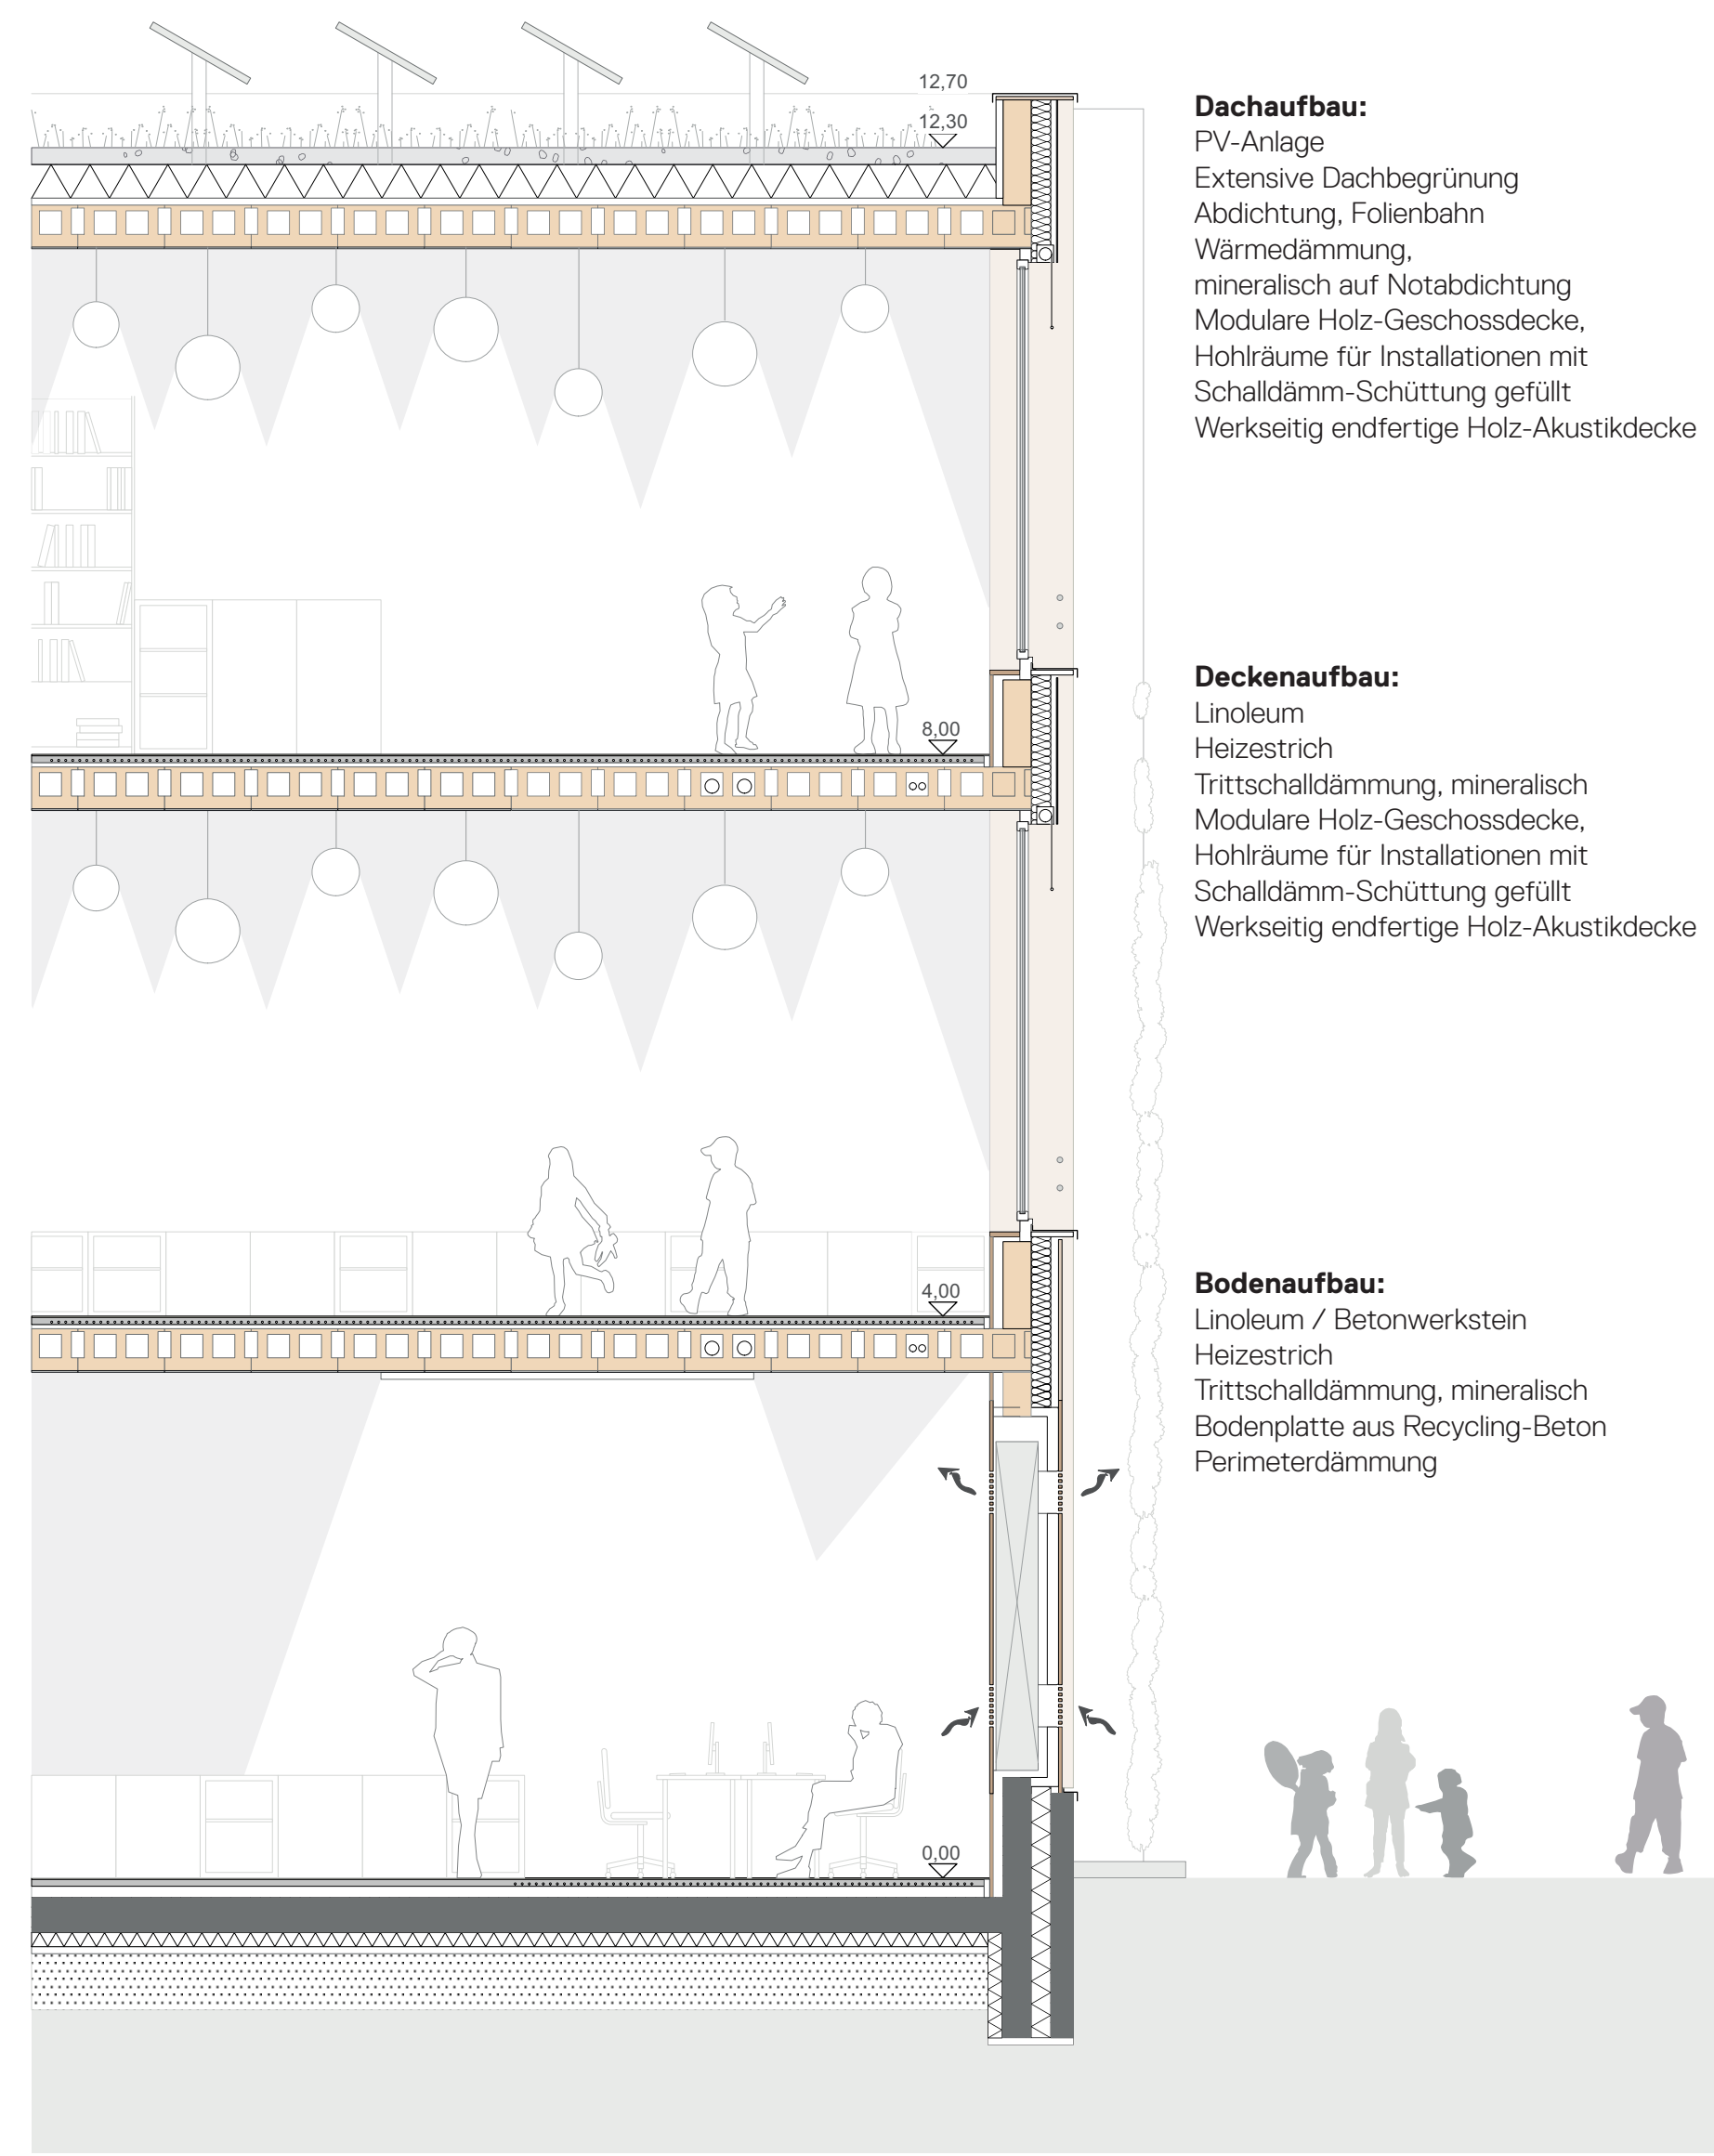 12,70
12,30
8,00
4,00
0,00
Dachaufbau:
PV-Anlage
Extensive Dachbegrünung
Abdichtung, Folienbahn
Wärmedämmung,
mineralisch auf Notabdichtung
Modulare Holz-Geschossdecke,
Hohlräume für Installationen mit
Schalldämm-Schüttung gefüllt
Werkseitig endfertige Holz-Akustikdecke
Deckenaufbau:
Linoleum
Heizestrich
Trittschalldämmung, mineralisch
Modulare Holz-Geschossdecke,
Hohlräume für Installationen mit
Schalldämm-Schüttung gefüllt
Werkseitig endfertige Holz-Akustikdecke
Bodenaufbau:
Linoleum / Betonwerkstein
Heizestrich
Trittschalldämmung, mineralisch
Bodenplatte aus Recycling-Beton
Perimeterdämmung